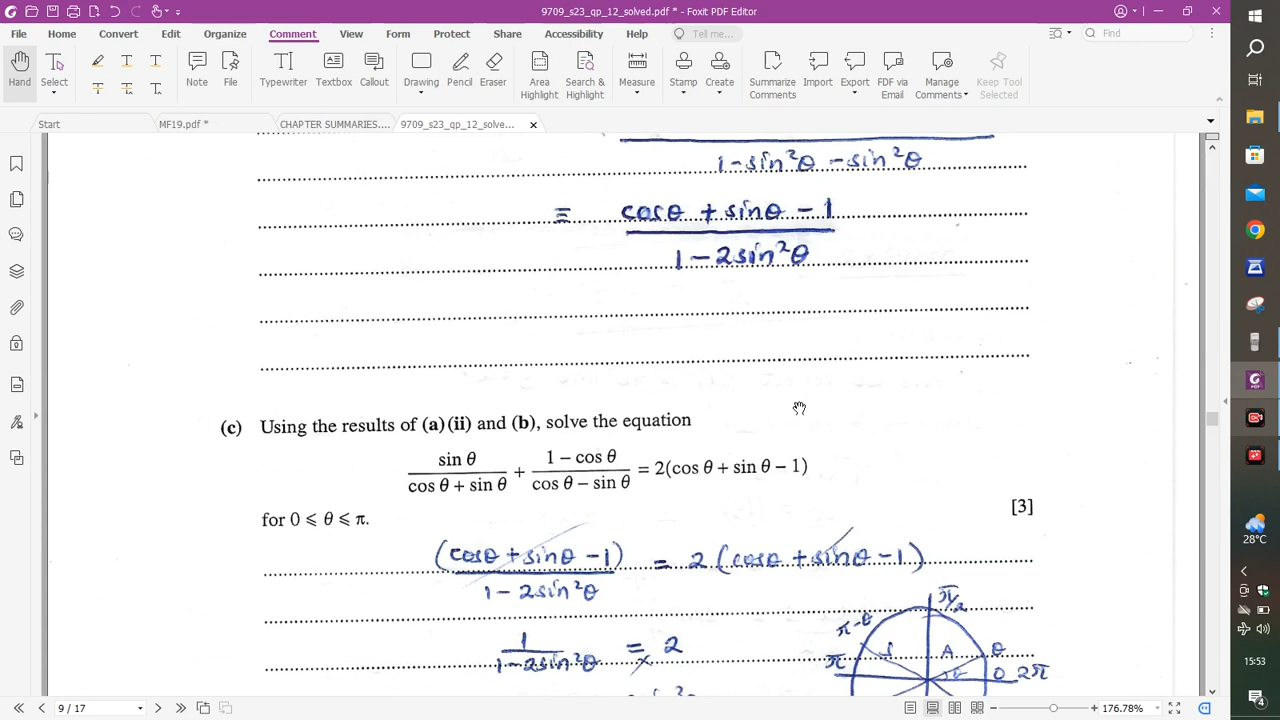 9709_s23_qp_12_solved.pdf * - Foxit PDF Editor
File Home Convert Edit Organize Comment View Form Protect Share Accessibility Help Tell me... Find
Hand Select Note File Typewriter Textbox Callout Drawing Pencil Eraser Area Highlight Search & Highlight Measure Stamp Create Summarize Comments Import Export FDF via Email Manage Comments Keep Tool Selected
Start MF19.pdf * CHAPTER SUMMARIES.... 9709_s23_qp_12_solve...
1-sin²θ -sin²θ
≡ cosθ + sinθ - 1
1 - 2sin²θ
(c) Using the results of (a)(ii) and (b), solve the equation
sin θ / (cos θ + sin θ) + (1 − cos θ) / (cos θ − sin θ) = 2(cos θ + sin θ − 1)
for 0 ⩽ θ ⩽ π. [3]
(cosθ + sinθ - 1) / (1 - 2sin²θ) = 2 (cosθ + sinθ - 1)
1 / (1 - 2sin²θ) = 2
π/2
π-θ
S A θ
π 0 2π
9 / 17 176.78%
28°C
15:53
4